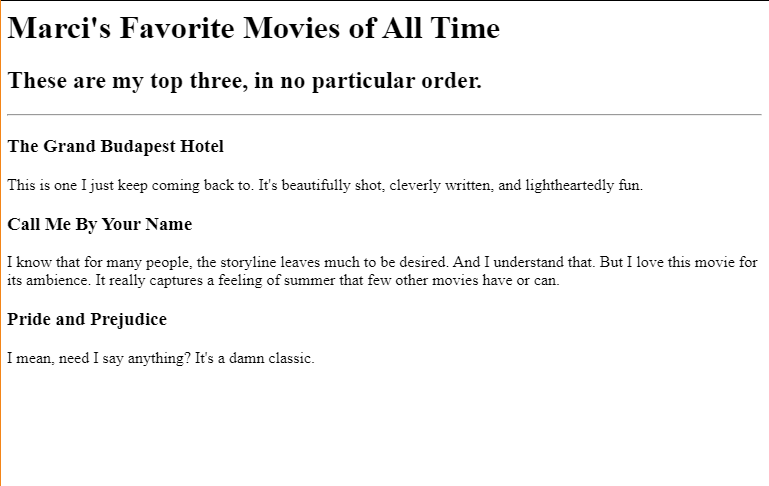 Marci's Favorite Movies of All Time
These are my top three, in no particular order.
The Grand Budapest Hotel
This is one I just keep coming back to. It's beautifully shot, cleverly written, and lightheartedly fun.
Call Me By Your Name
I know that for many people, the storyline leaves much to be desired. And I understand that. But I love this movie for
its ambience. It really captures a feeling of summer that few other movies have or can.
Pride and Prejudice
I mean, need I say anything? It's a damn classic.